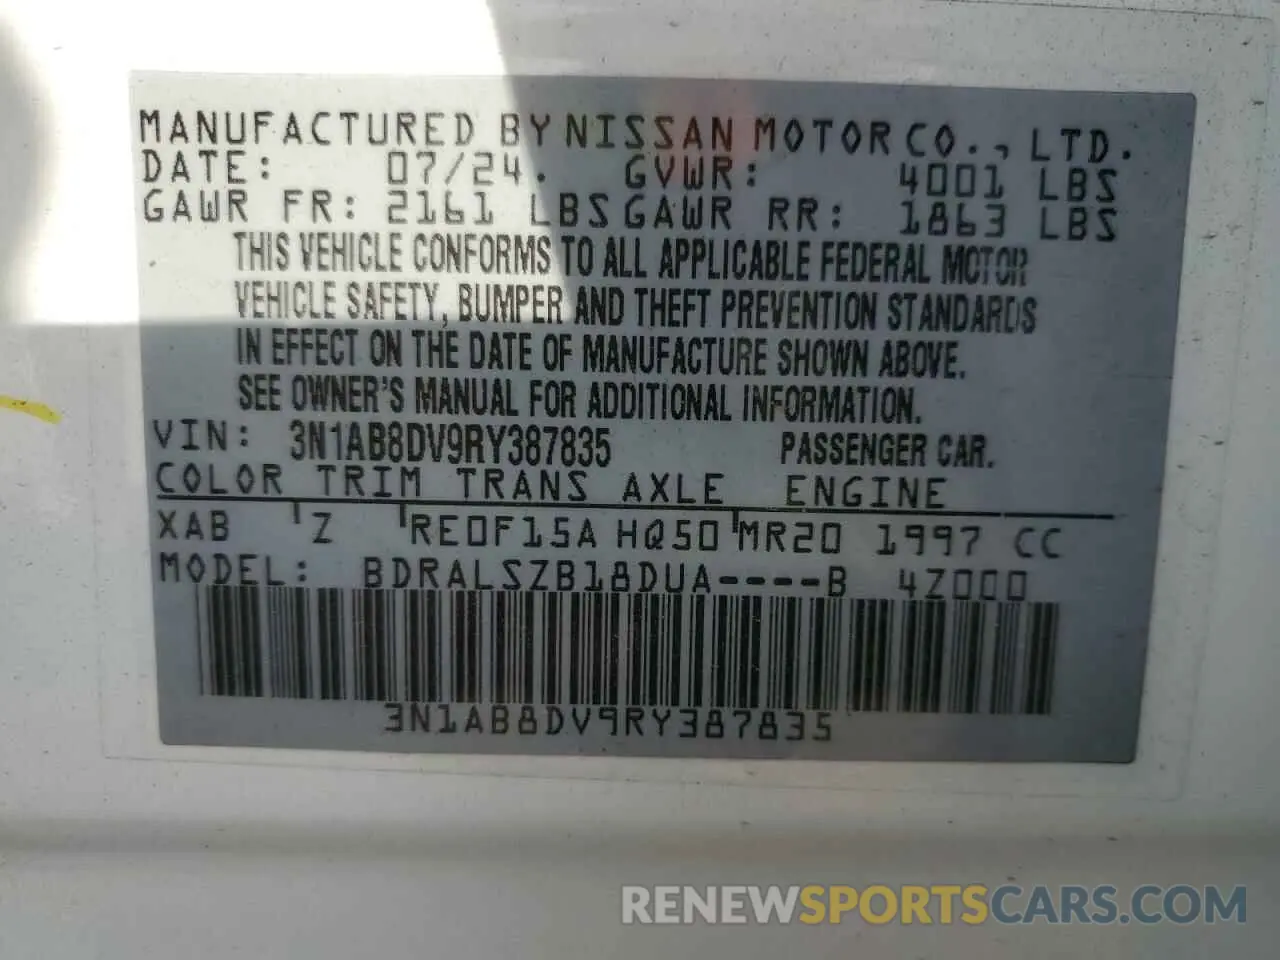 MANUFACTURED BY NISSAN MOTOR CO., LTD.
DATE: 07/24. GVWR: 4001 LBS
GAWR FR: 2161 LBS GAWR RR: 1863 LBS
THIS VEHICLE CONFORMS TO ALL APPLICABLE FEDERAL MOTOR
VEHICLE SAFETY, BUMPER AND THEFT PREVENTION STANDARDS
IN EFFECT ON THE DATE OF MANUFACTURE SHOWN ABOVE.
SEE OWNER'S MANUAL FOR ADDITIONAL INFORMATION.
VIN: 3N1AB8DV9RY387835 PASSENGER CAR.
COLOR TRIM TRANS AXLE ENGINE
XAB Z RE0F15A HQ50 MR20 1997 CC
MODEL: BDRALSZB18DUA----B 4Z000
3N1AB8DV9RY387835
RENEWSPORTSCARS.COM